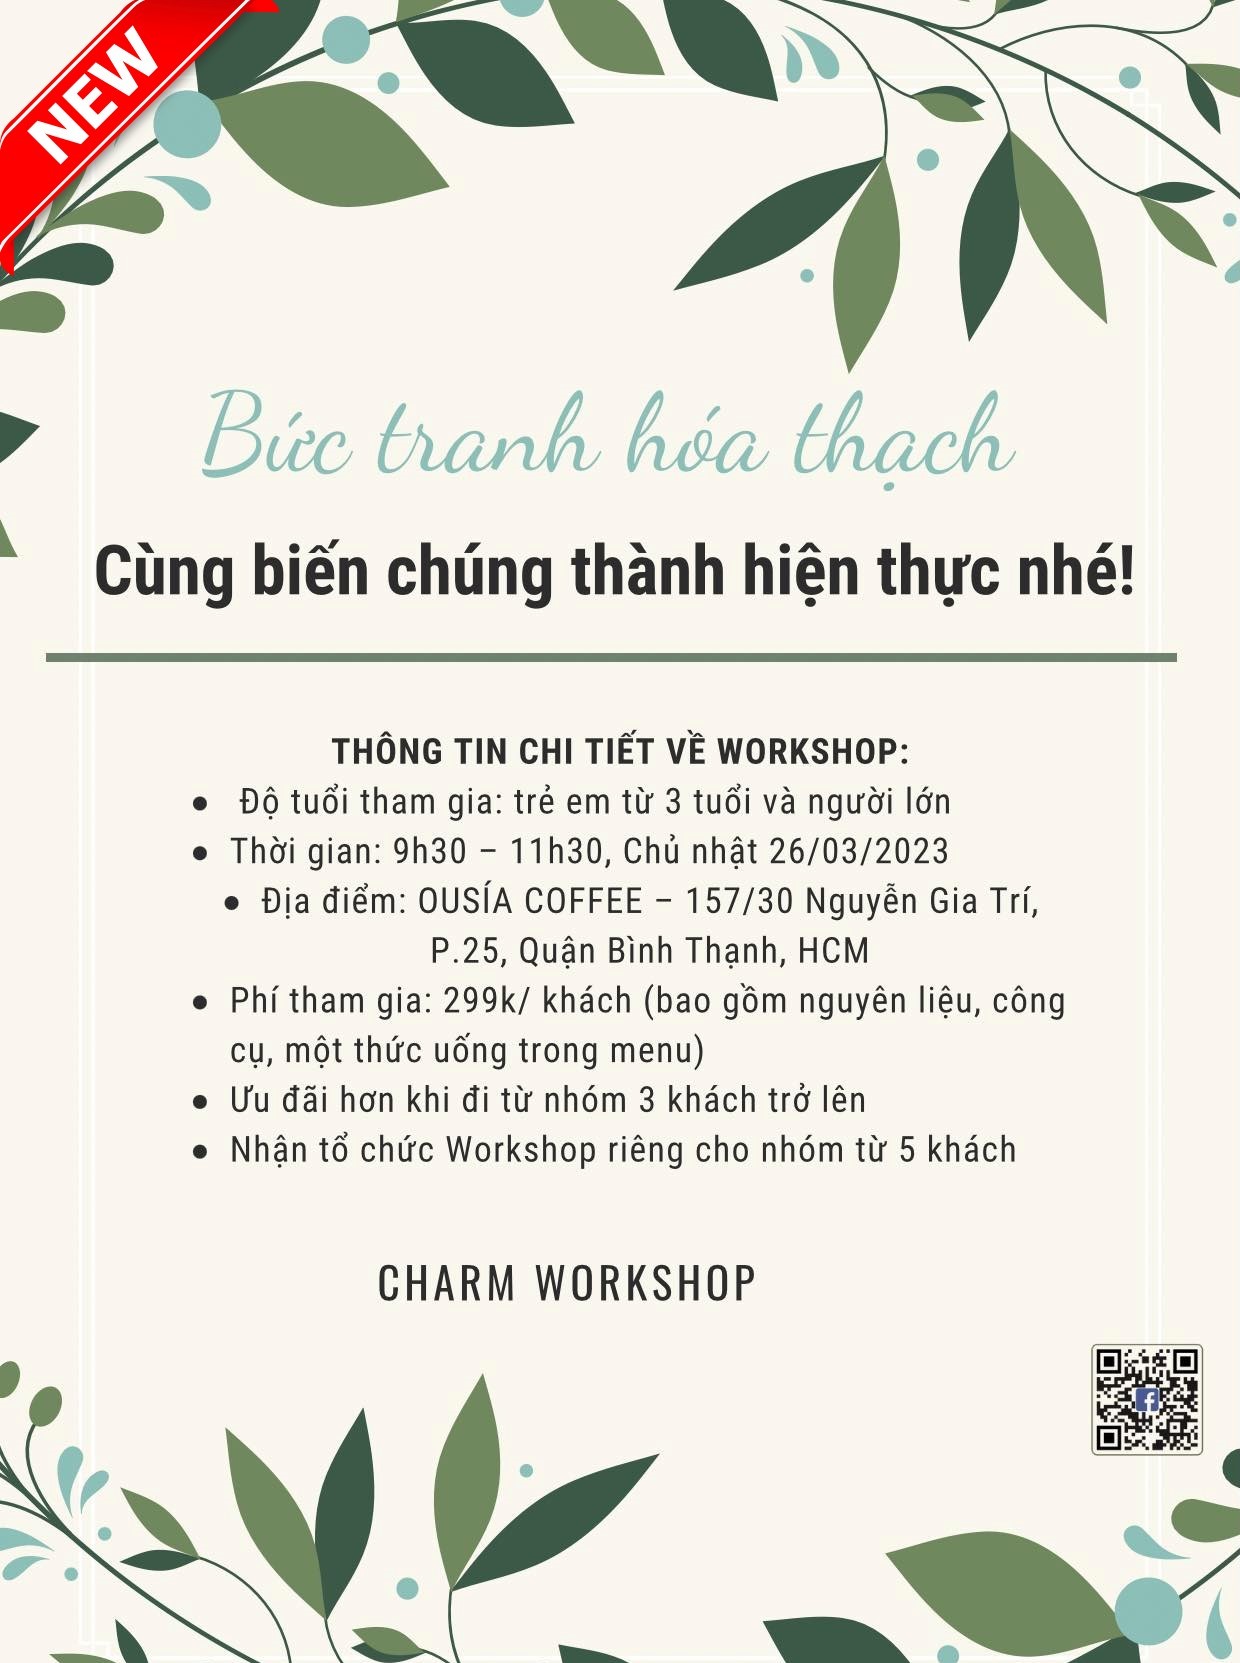 NEW
Bức tranh hóa thạch
Cùng biến chúng thành hiện thực nhé!
THÔNG TIN CHI TIẾT VỀ WORKSHOP:
• Độ tuổi tham gia: trẻ em từ 3 tuổi và người lớn
• Thời gian: 9h30 – 11h30, Chủ nhật 26/03/2023
• Địa điểm: OUSÍA COFFEE – 157/30 Nguyễn Gia Trí,
P.25, Quận Bình Thạnh, HCM
• Phí tham gia: 299k/ khách (bao gồm nguyên liệu, công
cụ, một thức uống trong menu)
• Ưu đãi hơn khi đi từ nhóm 3 khách trở lên
• Nhận tổ chức Workshop riêng cho nhóm từ 5 khách
CHARM WORKSHOP